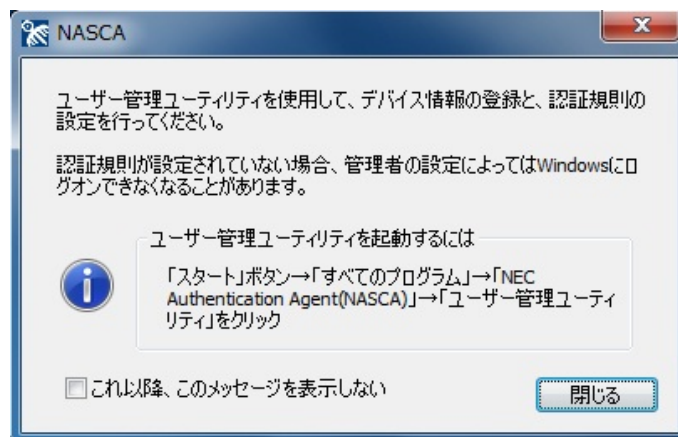 NASCA
ユーザー管理ユーティリティを使用して、デバイス情報の登録と、認証規則の
設定を行ってください。
認証規則が設定されていない場合、管理者の設定によってはWindowsにロ
グオンできなくなることがあります。
ユーザー管理ユーティリティを起動するには
「スタート」ボタン→「すべてのプログラム」→「NEC
Authentication Agent(NASCA)」→「ユーザー管理ユーティ
リティ」をクリック
これ以降、このメッセージを表示しない
閉じる